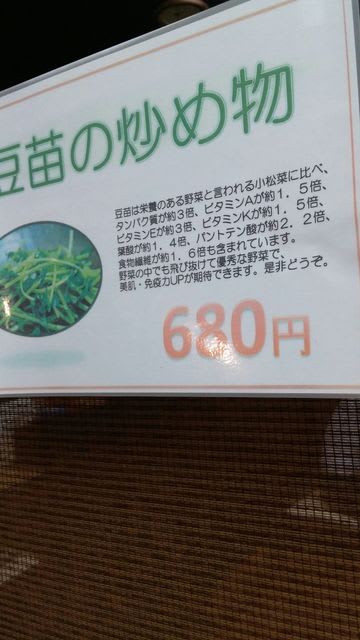 豆苗の炒め物
豆苗は栄養のある野菜と言われる小松菜に比べ、
タンパク質が約3倍、ビタミンAが約1.5倍、
ビタミンEが約3倍、ビタミンKが約1.5倍、
葉酸が約1.4倍、パントテン酸が約2.2倍、
食物繊維が約1.6倍も含まれています。
野菜の中でも飛び抜けて優秀な野菜で、
美肌・免疫力UPが期待できます。是非どうぞ。
680円